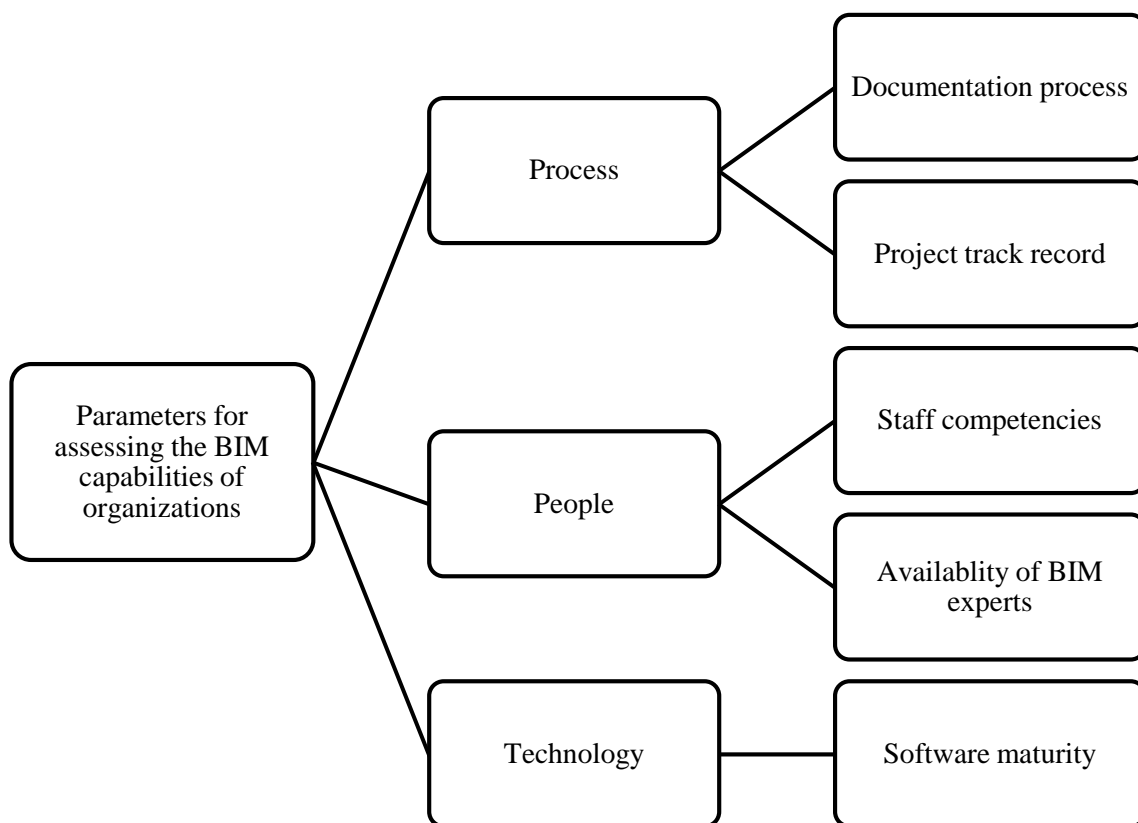 Documentation process
Process
Project track record
Parameters for
assessing the BIM
capabilities of
organizations
Staff competencies
People
Availablity of BIM
experts
Technology
Software maturity